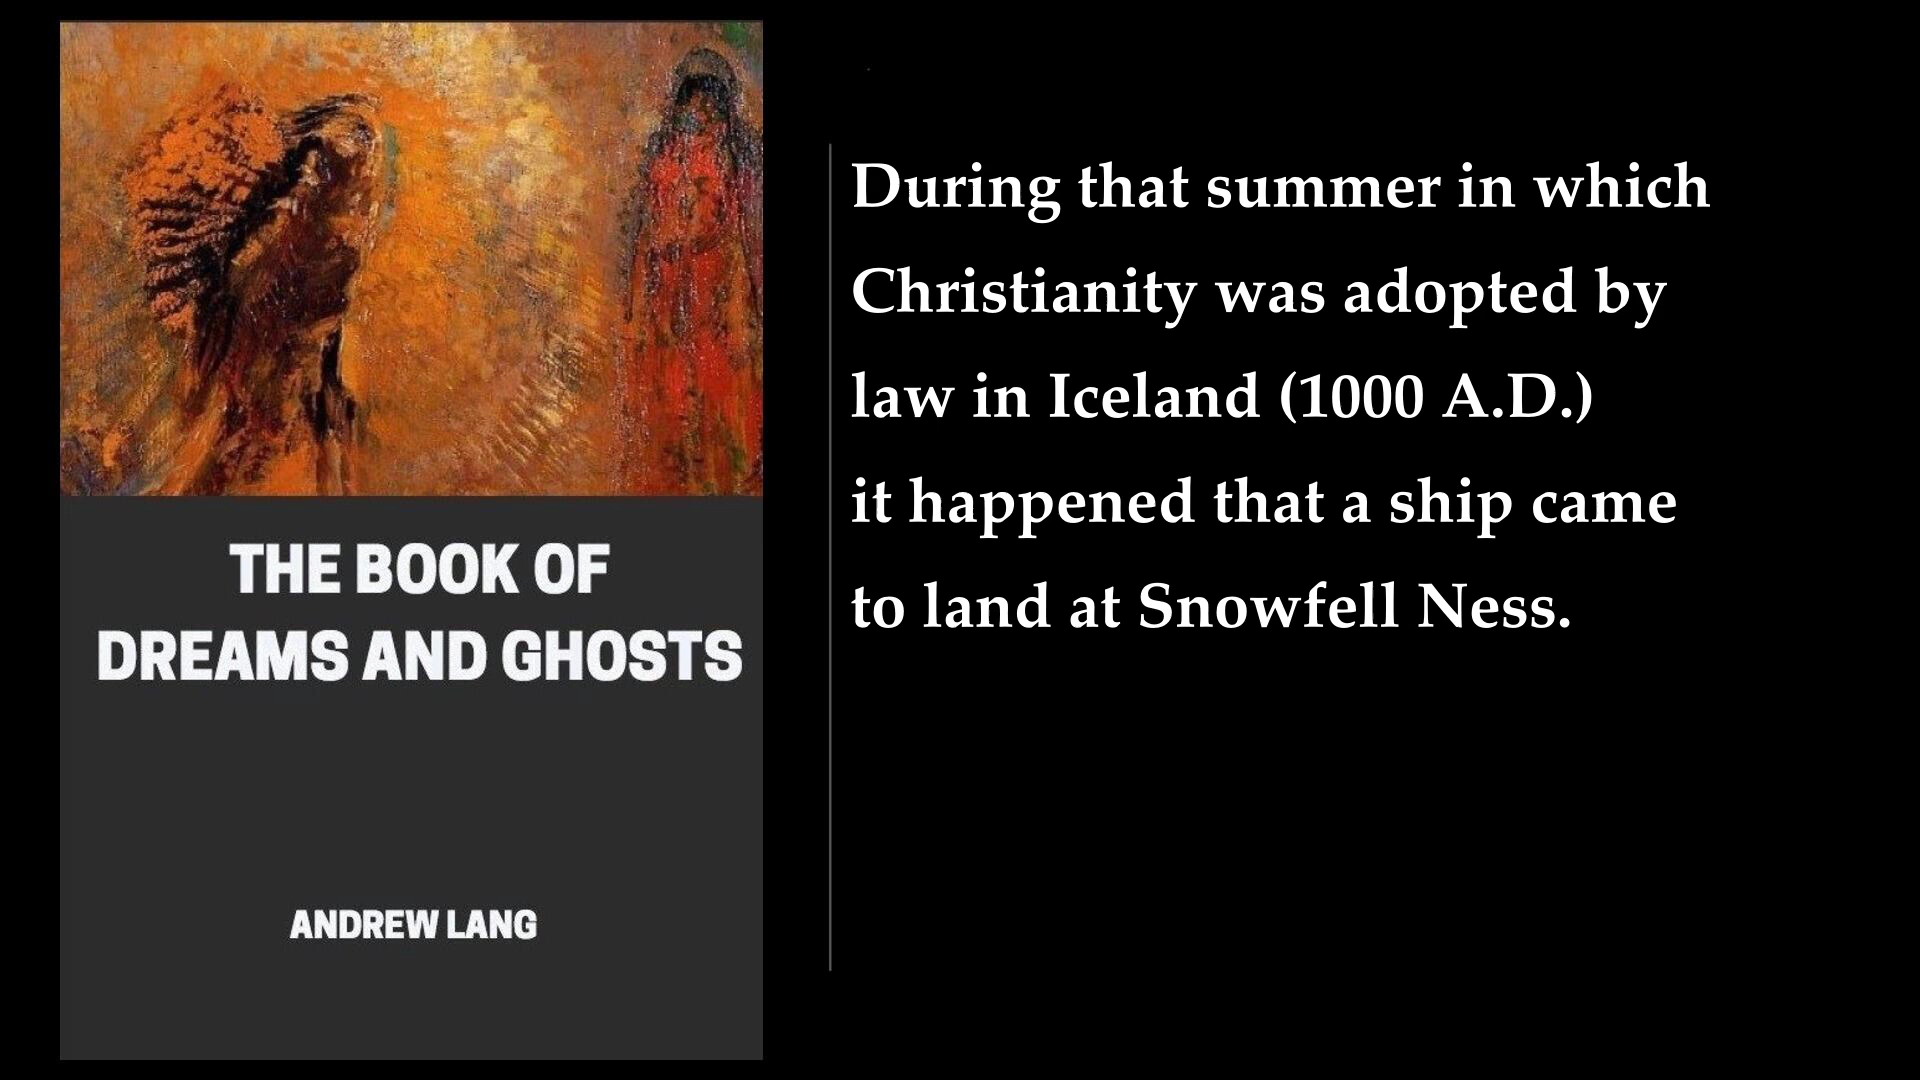 THE BOOK OF
DREAMS AND GHOSTS
ANDREW LANG
During that summer in which
Christianity was adopted by
law in Iceland (1000 A.D.)
it happened that a ship came
to land at Snowfell Ness.